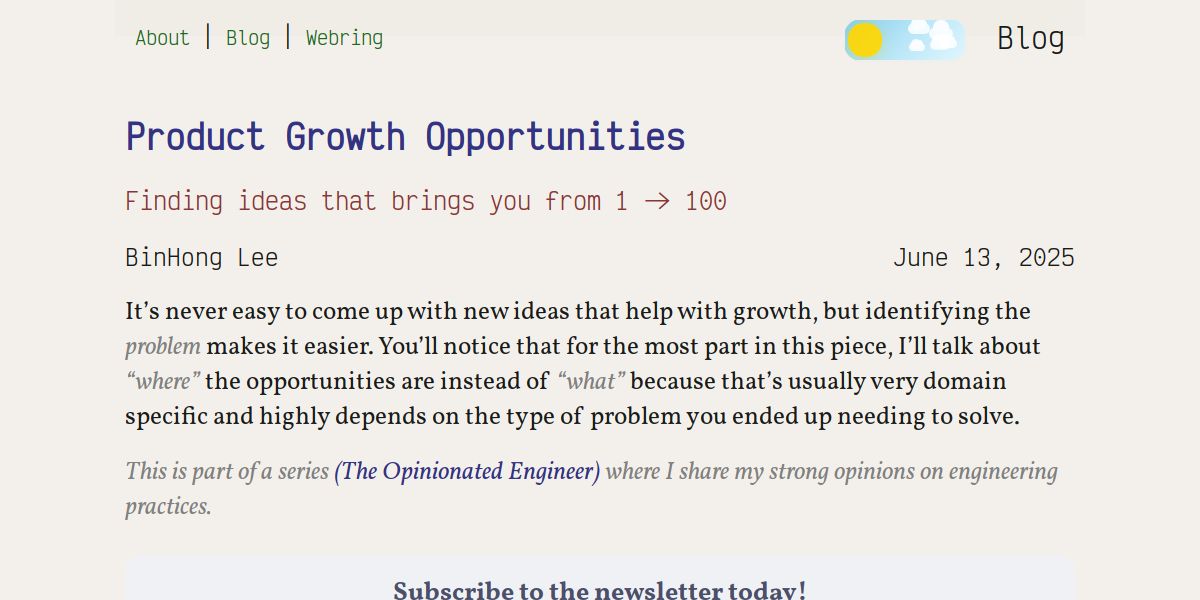 About | Blog | Webring
Blog
Product Growth Opportunities
Finding ideas that brings you from 1 → 100
BinHong Lee
June 13, 2025
It’s never easy to come up with new ideas that help with growth, but identifying the
problem makes it easier. You’ll notice that for the most part in this piece, I’ll talk about
“where” the opportunities are instead of “what” because that’s usually very domain
specific and highly depends on the type of problem you ended up needing to solve.
This is part of a series (The Opinionated Engineer) where I share my strong opinions on engineering
practices.
Subscribe to the newsletter today!